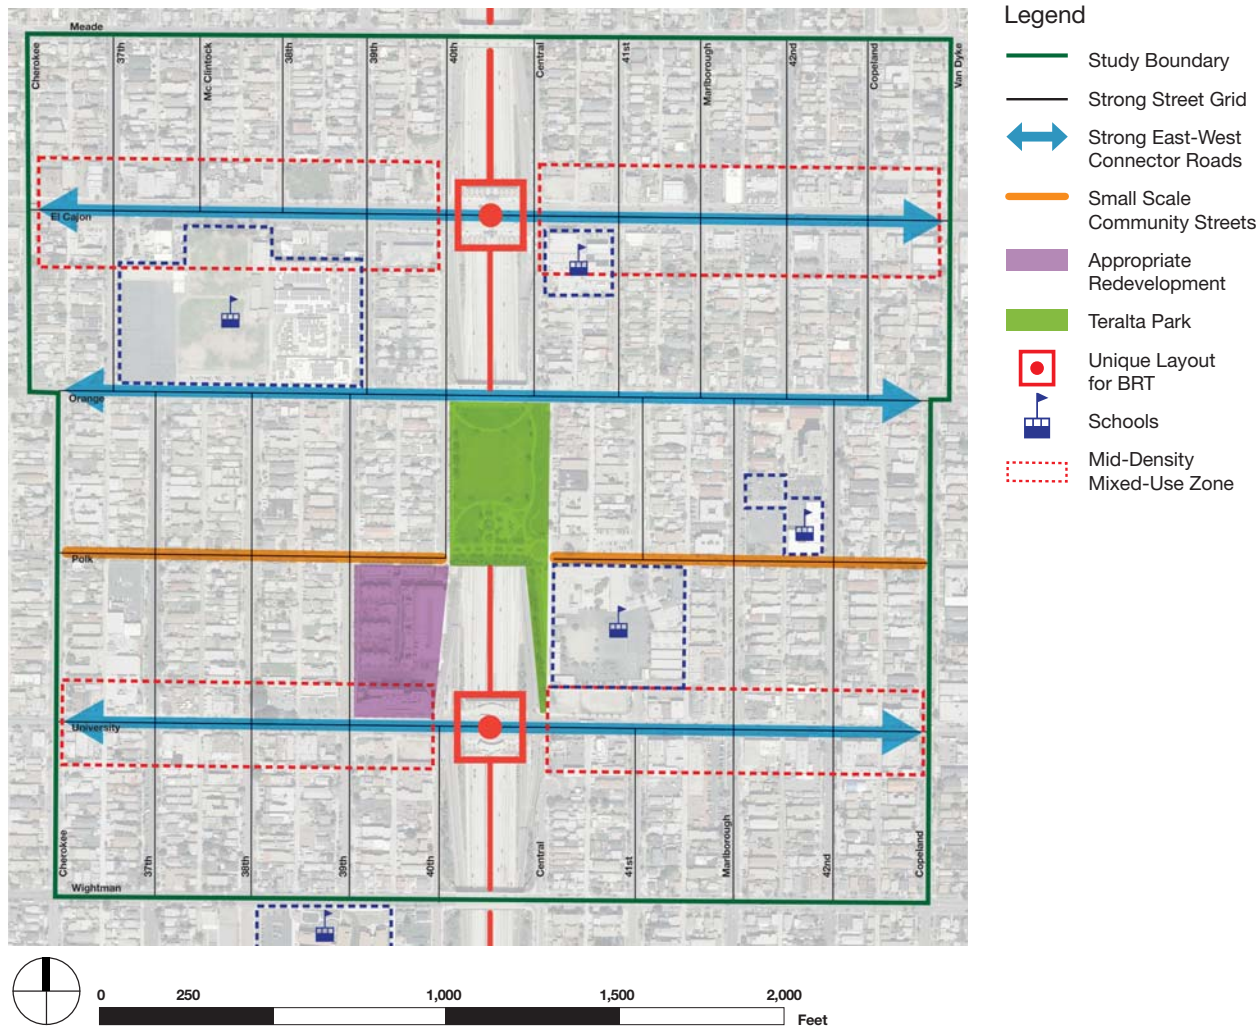 Meade
Cherokee
37th
Mc Clintock
38th
39th
40th
Central
41st
Marlborough
42nd
Copeland
Van Dyke
El Cajon
Orange
Polk
University
Cherokee
37th
38th
39th
40th
Central
41st
Marlborough
42nd
Copeland
Wightman
Legend
Study Boundary
Strong Street Grid
Strong East-West
Connector Roads
Small Scale
Community Streets
Appropriate
Redevelopment
Teralta Park
Unique Layout
for BRT
Schools
Mid-Density
Mixed-Use Zone
0
250
1,000
1,500
2,000
Feet